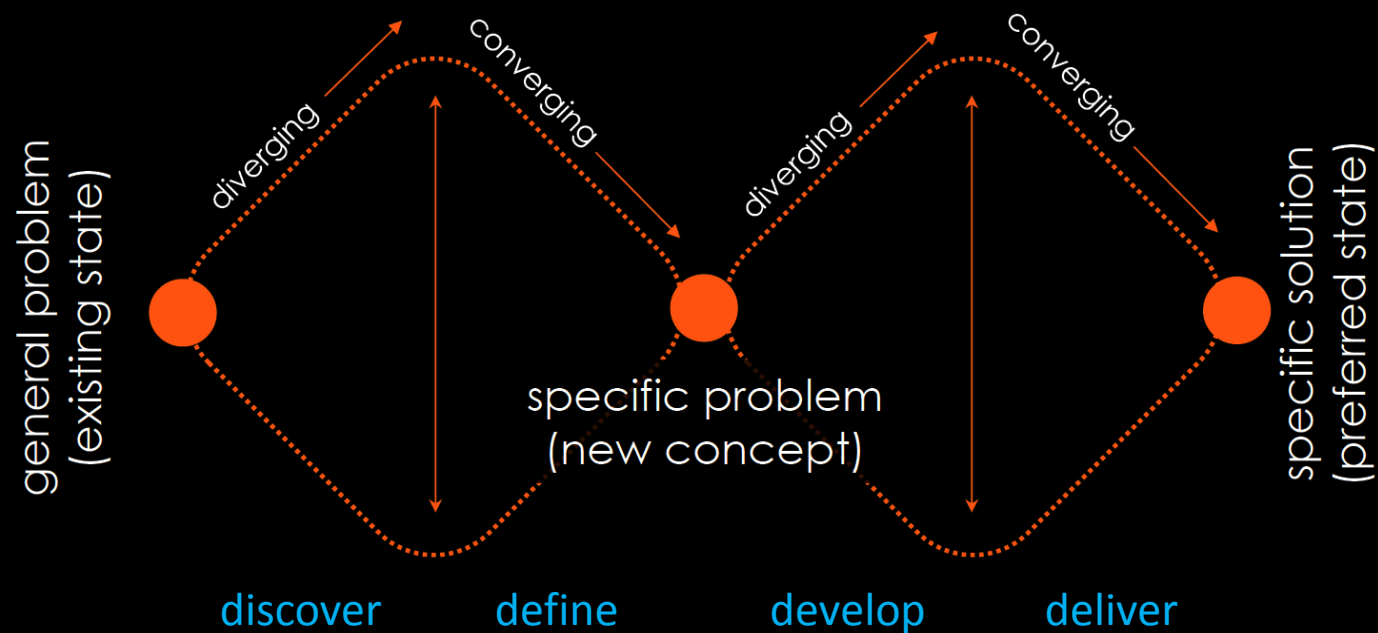 general problem
(existing state)
diverging
converging
specific problem
(new concept)
diverging
converging
specific solution
(preferred state)
discover
define
develop
deliver